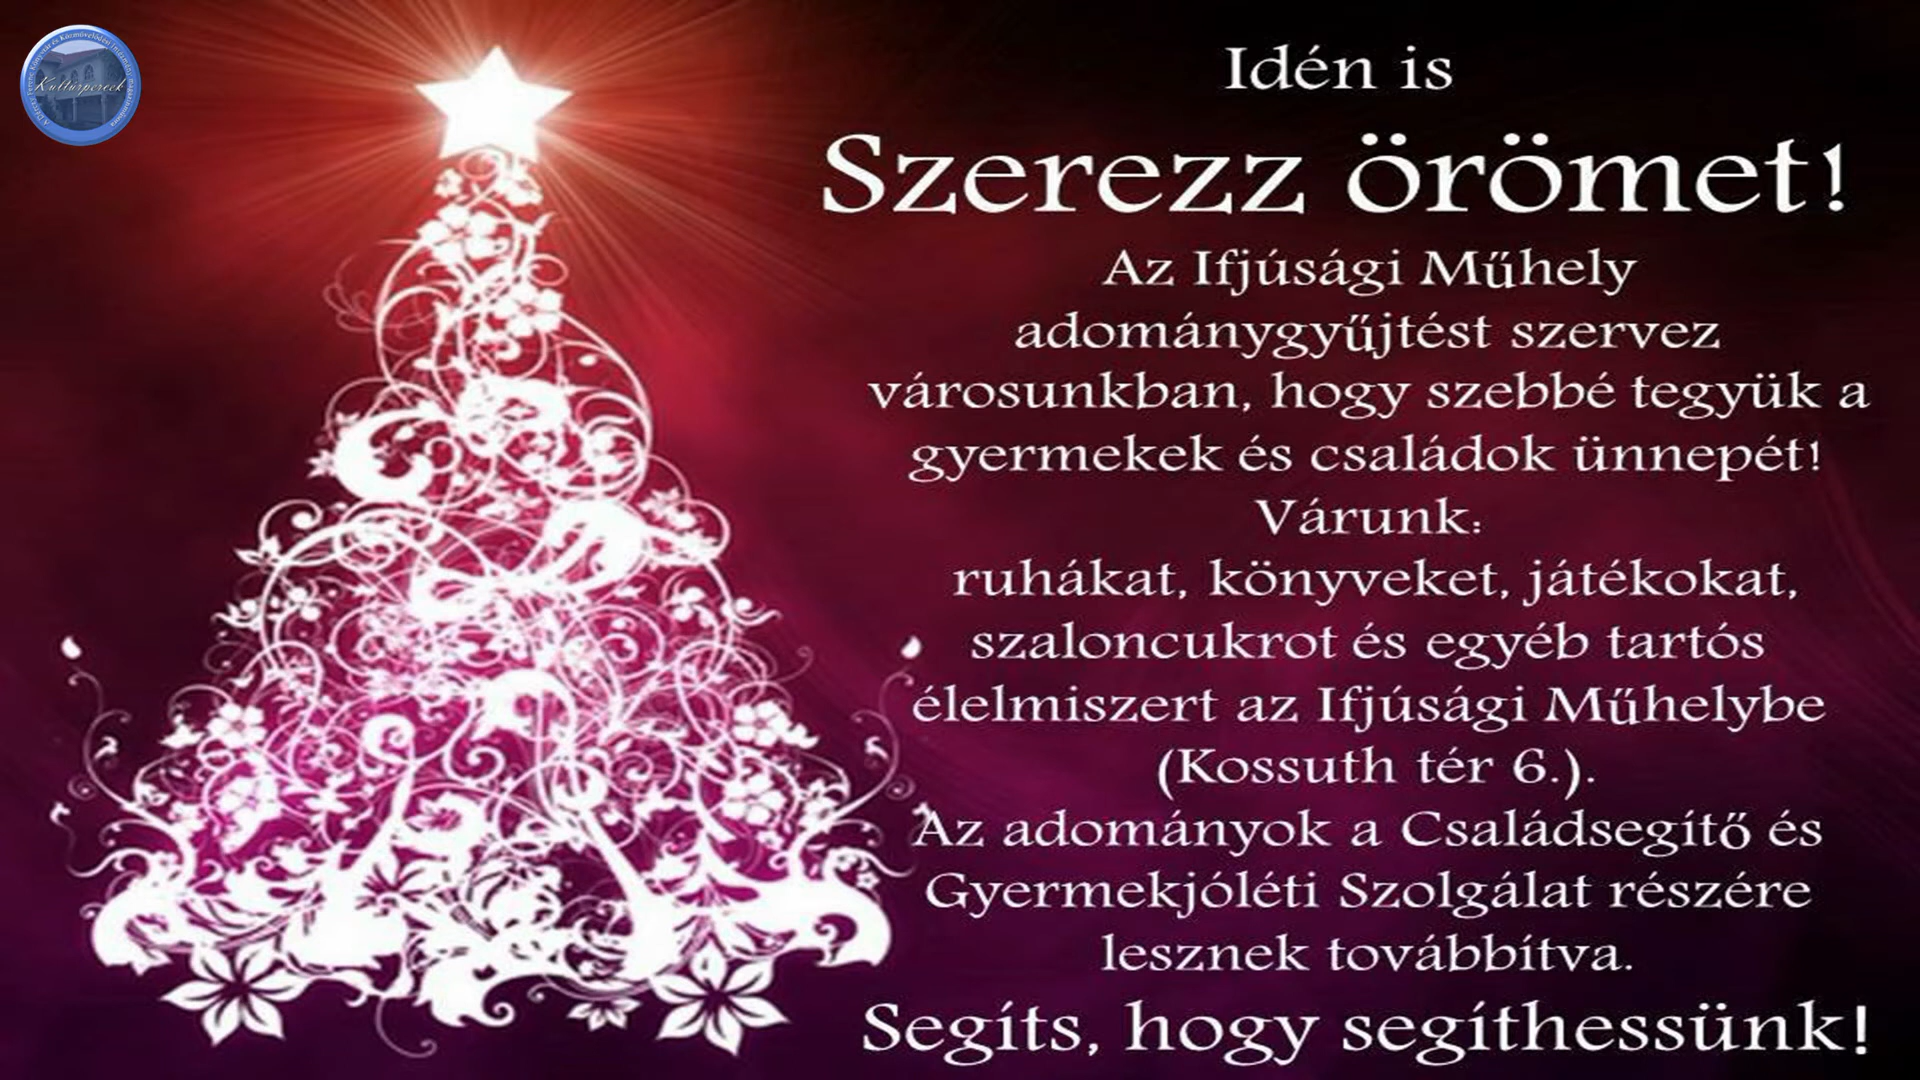 Kultúrpercek
Idén is
Szerezz örömet!
Az Ifjúsági Műhely
adománygyűjtést szervez
városunkban, hogy szebbé tegyük a
gyermekek és családok ünnepét!
Várunk:
ruhákat, könyveket, játékokat,
szaloncukrot és egyéb tartós
élelmiszert az Ifjúsági Műhelybe
(Kossuth tér 6.).
Az adományok a Családsegítő és
Gyermekjóléti Szolgálat részére
lesznek továbbítva.
Segíts, hogy segíthessünk!